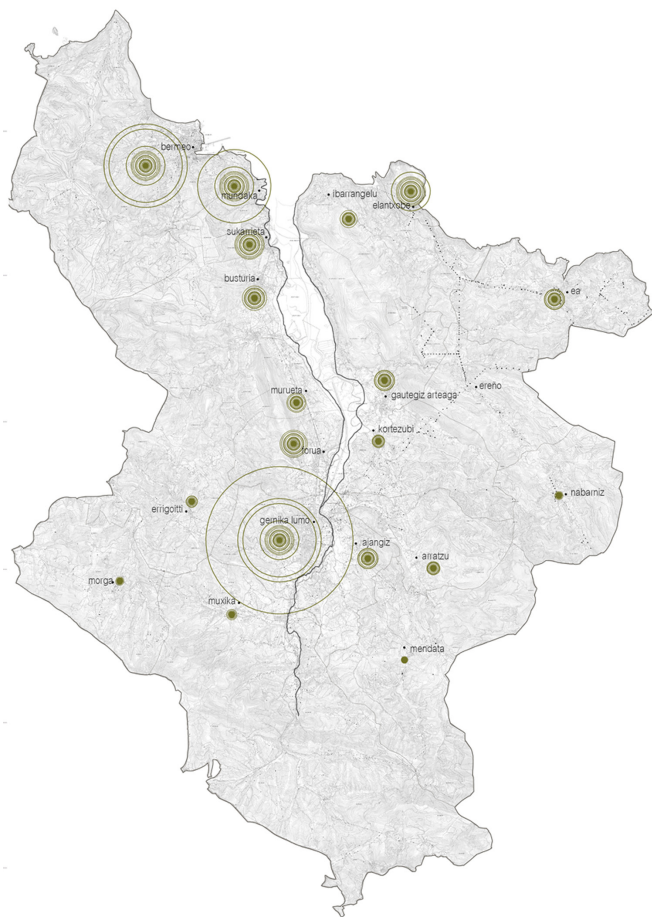 bermeo
mundaka
ibarrangelu
elantxobe
sukarrieta
busturia
ea
murueta
gautegiz arteaga
ereño
kortezubi
forua
nabarniz
errigoitti
gernika lumo
ajangiz
arratzu
morga
muxika
mendata